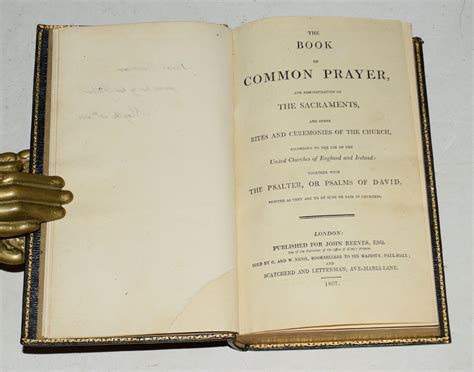 THE
BOOK
OF
COMMON PRAYER,
AND ADMINISTRATION OF
THE SACRAMENTS,
AND OTHER
RITES AND CEREMONIES OF THE CHURCH,
ACCORDING TO THE USE OF THE
United Churches of England and Ireland:
TOGETHER WITH
THE PSALTER, OR PSALMS OF DAVID,
POINTED AS THEY ARE TO BE SUNG OR SAID IN CHURCHES.
LONDON:
PUBLISHED FOR JOHN REEVES, ESQ.
SOLD BY G. AND W. NICOL, BOOKSELLERS TO HIS MAJESTY, PALL-MALL;
AND
SCATCHERD AND LETTERMAN, AVE-MARIA-LANE.
1807.